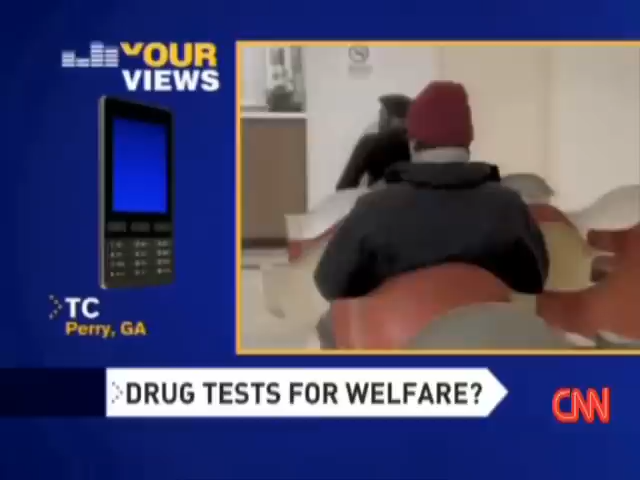 YOUR
VIEWS
TC
Perry, GA
DRUG TESTS FOR WELFARE?
CNN